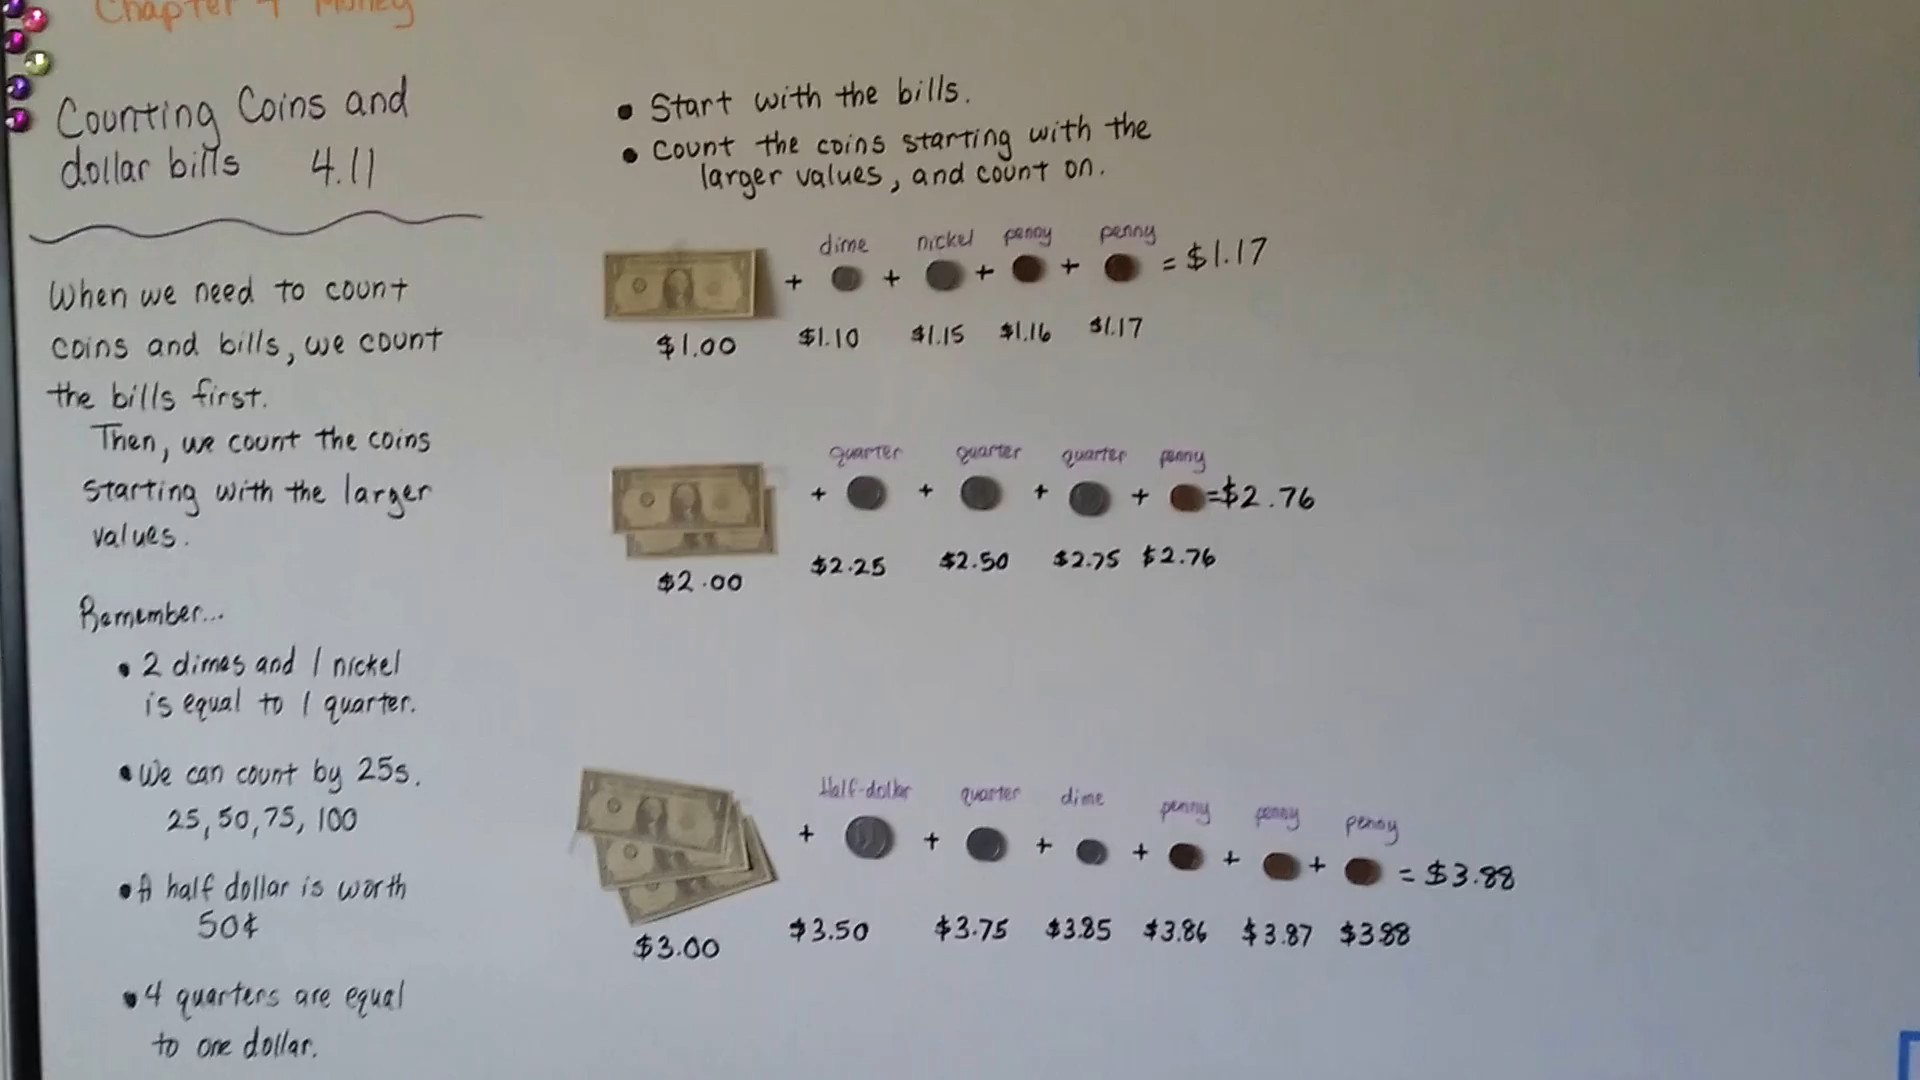 Chapter 4 Money
Counting Coins and
dollar bills 4.11
When we need to count
coins and bills, we count
the bills first.
Then, we count the coins
starting with the larger
values.
Remember...
• 2 dimes and 1 nickel
is equal to 1 quarter.
• We can count by 25s.
25, 50, 75, 100
• A half dollar is worth
50¢
• 4 quarters are equal
to one dollar.
• Start with the bills.
• Count the coins starting with the
larger values, and count on.
dime nickel penny penny
+ + + + = $1.17
$1.00 $1.10 $1.15 $1.16 $1.17
quarter quarter quarter penny
+ + + + =$2.76
$2.00 $2.25 $2.50 $2.75 $2.76
Half-dollar quarter dime penny penny penny
+ + + + + + = $3.88
$3.00 $3.50 $3.75 $3.85 $3.86 $3.87 $3.88